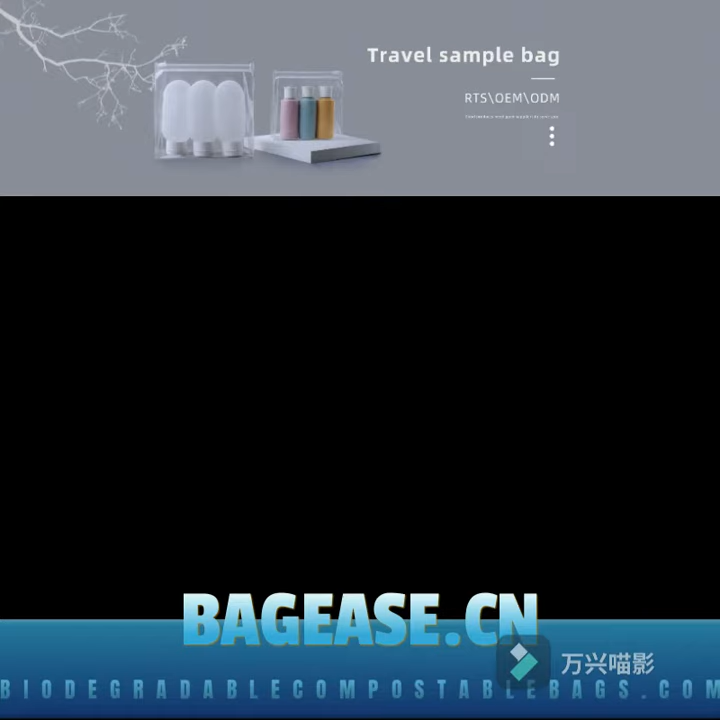 Travel sample bag
RTS\OEM\ODM
BAGEASE.CN
万兴喵影
BIODEGRADABLECOMPOSTABLEBAGS.COM